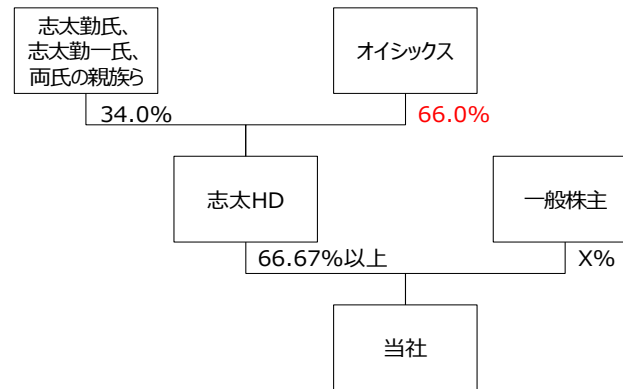 志太勤氏、
志太勤一氏、
両氏の親族ら
オイシックス
34.0%
66.0%
志太HD
一般株主
66.67%以上
X%
当社